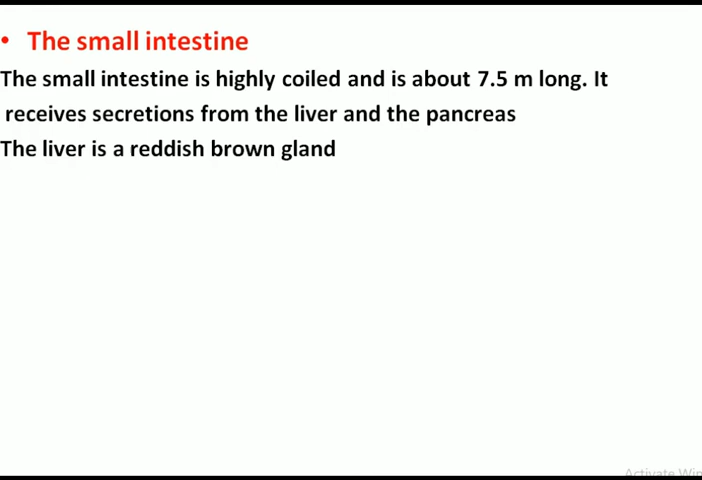 • The small intestine
The small intestine is highly coiled and is about 7.5 m long. It
receives secretions from the liver and the pancreas
The liver is a reddish brown gland
Activate